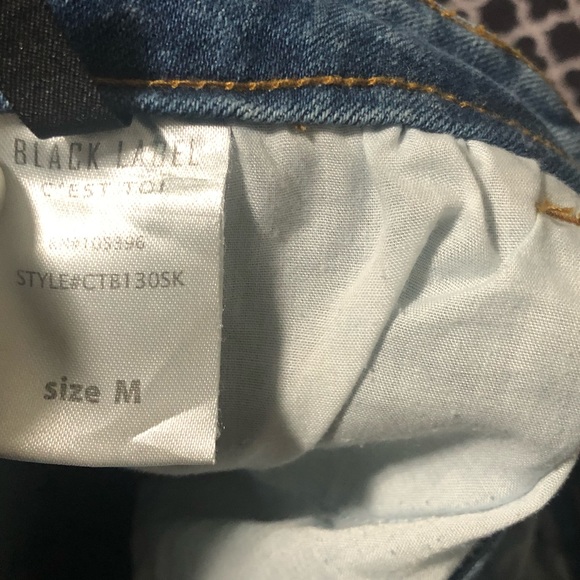 BLACK LABEL
C'EST TOI
RN#105396
STYLE#CTB130SK
size M